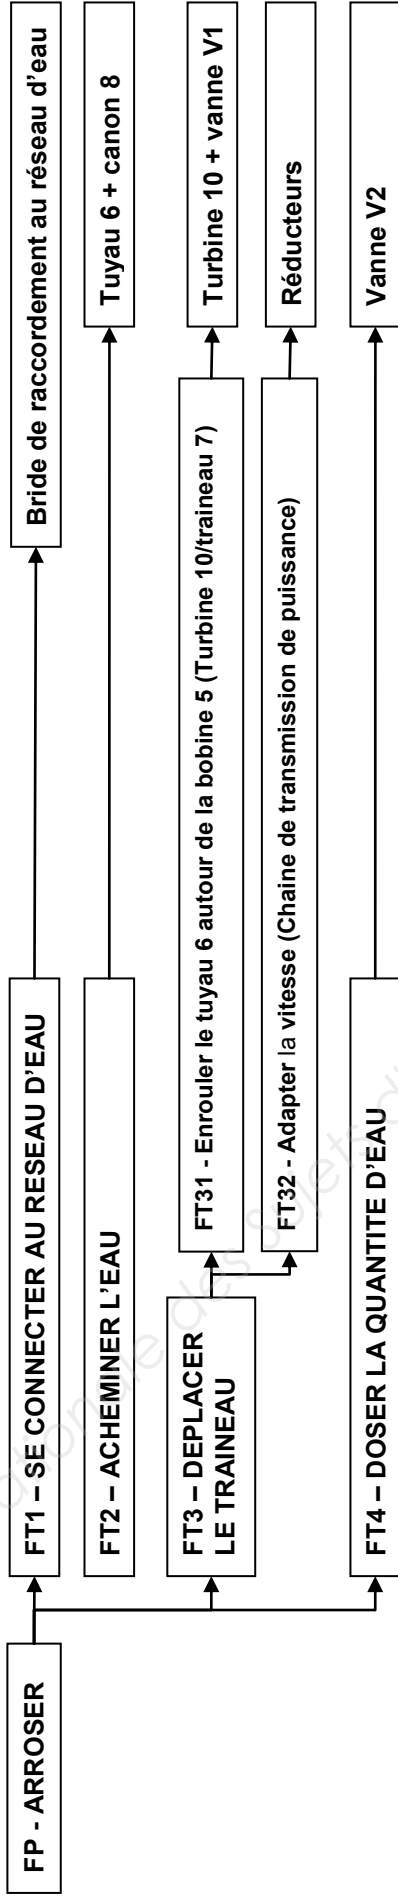 FP - ARROSER
FT1 – SE CONNECTER AU RESEAU D'EAU
Bride de raccordement au réseau d'eau
FT2 – ACHEMINER L'EAU
Tuyau 6 + canon 8
FT3 – DEPLACER
LE TRAINEAU
FT31 - Enrouler le tuyau 6 autour de la bobine 5 (Turbine 10/traineau 7)
Turbine 10 + vanne V1
FT32 - Adapter la vitesse (Chaine de transmission de puissance)
Réducteurs
FT4 – DOSER LA QUANTITE D'EAU
Vanne V2
des Sujets